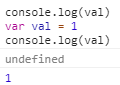 console.log(val)
var val = 1
console.log(val)
undefined
1